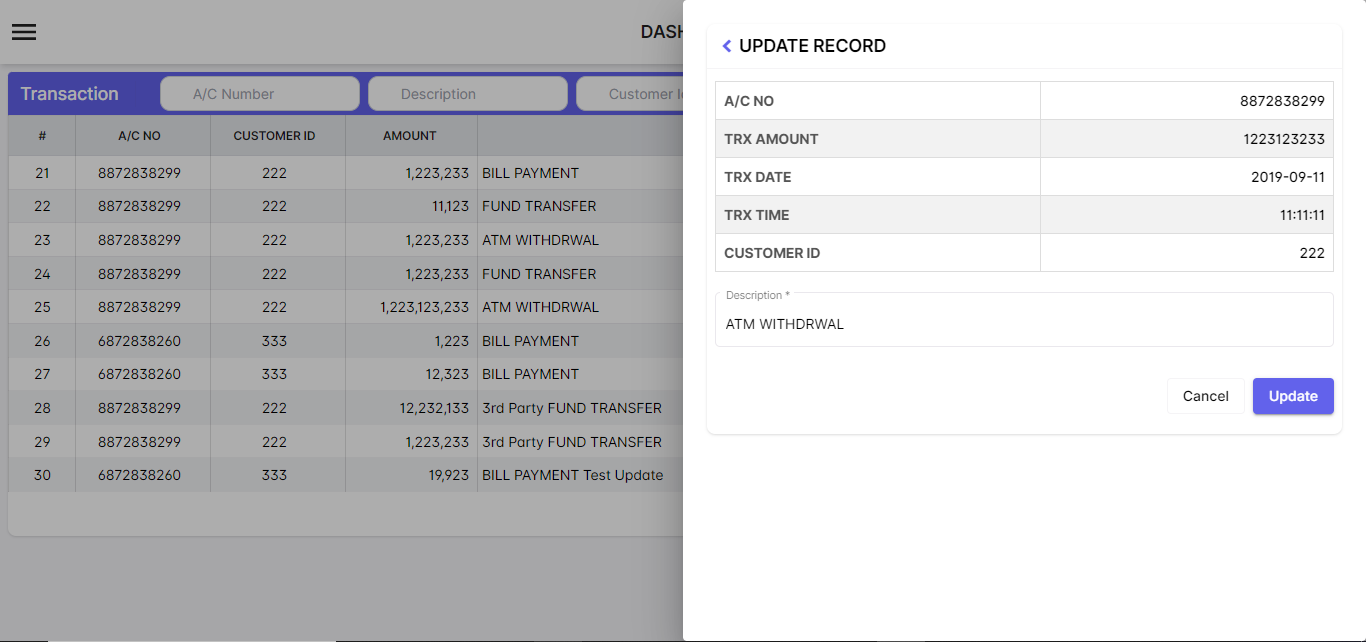 DASH
Transaction A/C Number Description Customer I
# A/C NO CUSTOMER ID AMOUNT
21 8872838299 222 1,223,233 BILL PAYMENT
22 8872838299 222 11,123 FUND TRANSFER
23 8872838299 222 1,223,233 ATM WITHDRWAL
24 8872838299 222 1,223,233 FUND TRANSFER
25 8872838299 222 1,223,123,233 ATM WITHDRWAL
26 6872838260 333 1,223 BILL PAYMENT
27 6872838260 333 12,323 BILL PAYMENT
28 8872838299 222 12,232,133 3rd Party FUND TRANSFER
29 8872838299 222 1,223,233 3rd Party FUND TRANSFER
30 6872838260 333 19,923 BILL PAYMENT Test Update
UPDATE RECORD
A/C NO 8872838299
TRX AMOUNT 1223123233
TRX DATE 2019-09-11
TRX TIME 11:11:11
CUSTOMER ID 222
Description *
ATM WITHDRWAL
Cancel Update